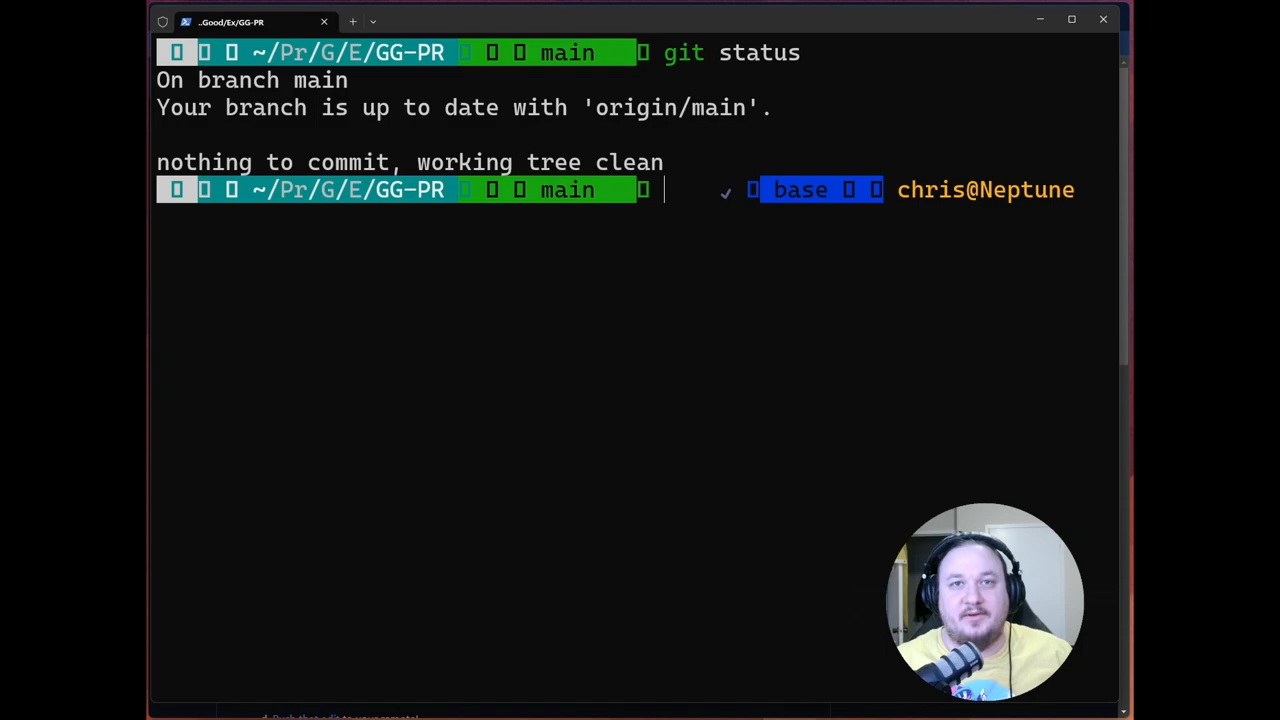 ..Good/Ex/GG-PR
~/Pr/G/E/GG-PR main git status
On branch main
Your branch is up to date with 'origin/main'.
nothing to commit, working tree clean
~/Pr/G/E/GG-PR main ✓ base chris@Neptune